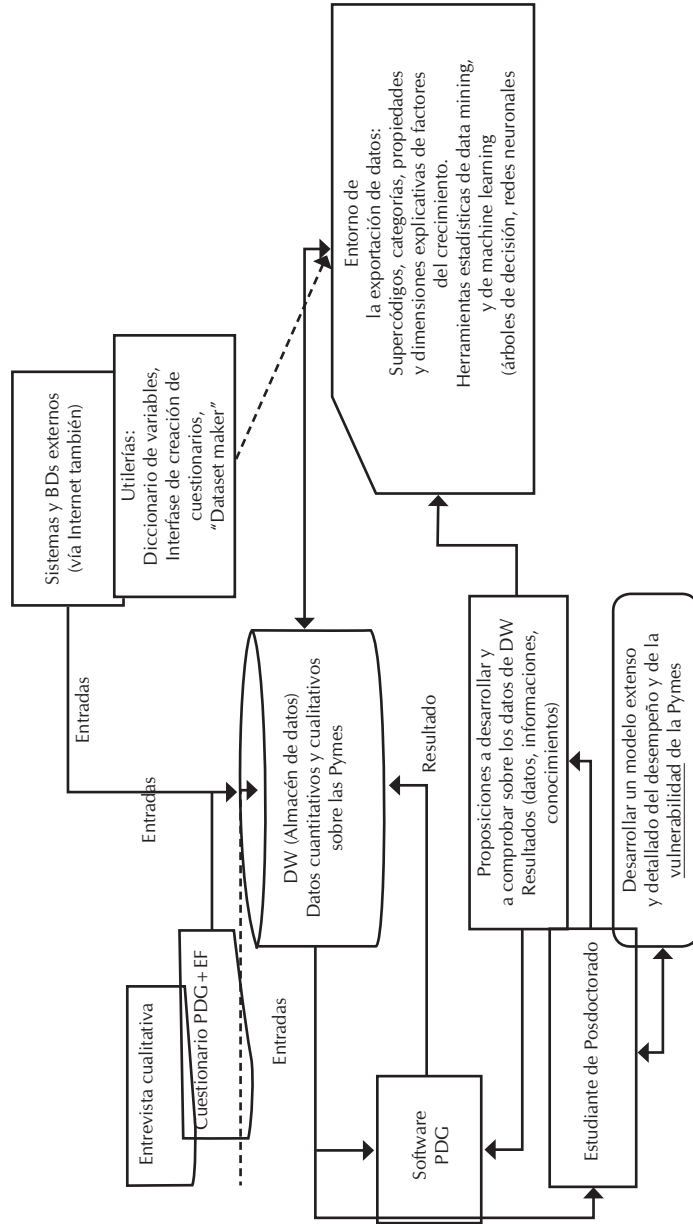 Entrevista cualitativa
Cuestionario PDG + EF
Entradas
Entradas
Sistemas y BDs externos
(vía Internet también)
Utilerías:
Diccionario de variables,
Interfase de creación de
cuestionarios,
“Dataset maker”
Entradas
DW (Almacén de datos)
Datos cuantitativos y cualitativos
sobre las Pymes
Resultado
Software
PDG
Entorno de
la exportación de datos:
Supercódigos, categorías, propiedades
y dimensiones explicativas de factores
del crecimiento.
Herramientas estadísticas de data mining,
y de machine learning
(árboles de decisión, redes neuronales
Proposiciones a desarrollar y
a comprobar sobre los datos de DW
Resultados (datos, informaciones,
conocimientos)
Estudiante de Posdoctorado
Desarrollar un modelo extenso
y detallado del desempeño y de la
vulnerabilidad de la Pymes